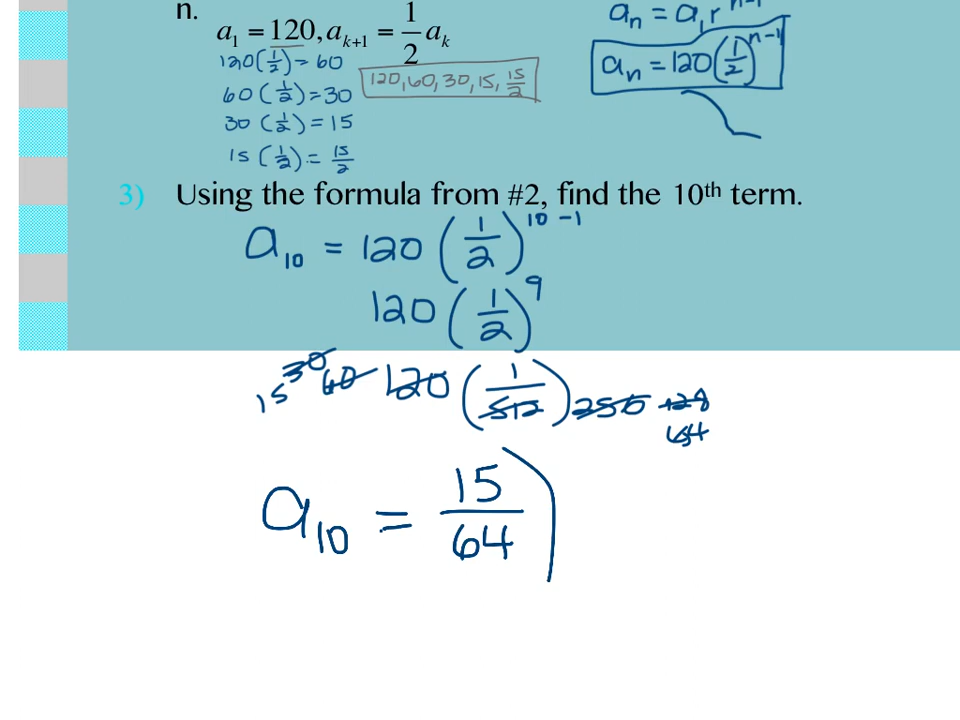 n.
a₁ = 120, aₖ₊₁ = 1/2 aₖ
120(1/2) = 60
60(1/2) = 30
30(1/2) = 15
15(1/2) = 15/2
120, 60, 30, 15, 15/2
aₙ = a₁rⁿ⁻¹
aₙ = 120(1/2)ⁿ⁻¹
3) Using the formula from #2, find the 10th term.
a₁₀ = 120(1/2)¹⁰⁻¹
120(1/2)⁹
15 30 60 120(1/512) 256 128
64
a₁₀ = 15/64